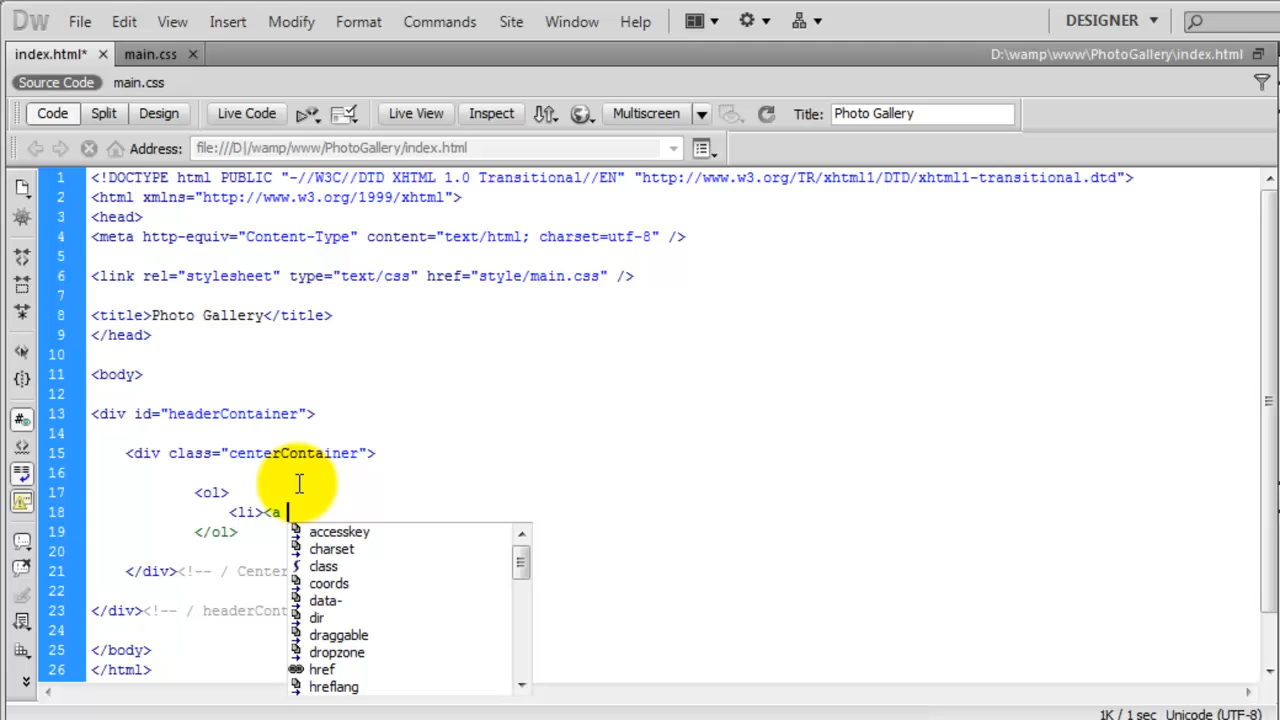 Dw File Edit View Insert Modify Format Commands Site Window Help DESIGNER
index.html* main.css D:\wamp\www\PhotoGallery\index.html
Source Code main.css
Code Split Design Live Code Live View Inspect Multiscreen Title: Photo Gallery
Address: file:///D|/wamp/www/PhotoGallery/index.html
1 <!DOCTYPE html PUBLIC "-//W3C//DTD XHTML 1.0 Transitional//EN" "http://www.w3.org/TR/xhtml1/DTD/xhtml1-transitional.dtd">
2 <html xmlns="http://www.w3.org/1999/xhtml">
3 <head>
4 <meta http-equiv="Content-Type" content="text/html; charset=utf-8" />
5
6 <link rel="stylesheet" type="text/css" href="style/main.css" />
7
8 <title>Photo Gallery</title>
9 </head>
10
11 <body>
12
13 <div id="headerContainer">
14
15 <div class="centerContainer">
16
17 <ol>
18 <li><a
19 </ol>
20
21 </div><!-- / Center
22
23 </div><!-- / headerCont
24
25 </body>
26 </html>
accesskey
charset
class
coords
data-
dir
draggable
dropzone
href
hreflang
1K / 1 sec Unicode (UTF-8)